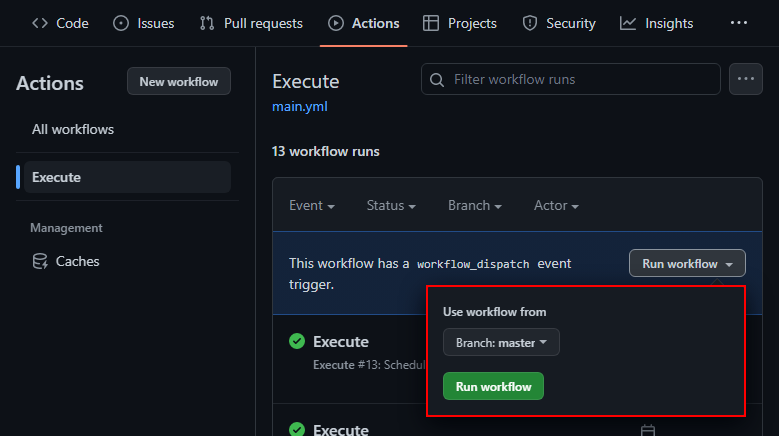 Code Issues Pull requests Actions Projects Security Insights
Actions New workflow
All workflows
Execute
Management
Caches
Execute Filter workflow runs
main.yml
13 workflow runs
Event Status Branch Actor
This workflow has a workflow_dispatch event
trigger.
Run workflow
Use workflow from
Branch: master
Run workflow
Execute
Execute #13: Schedul
Execute